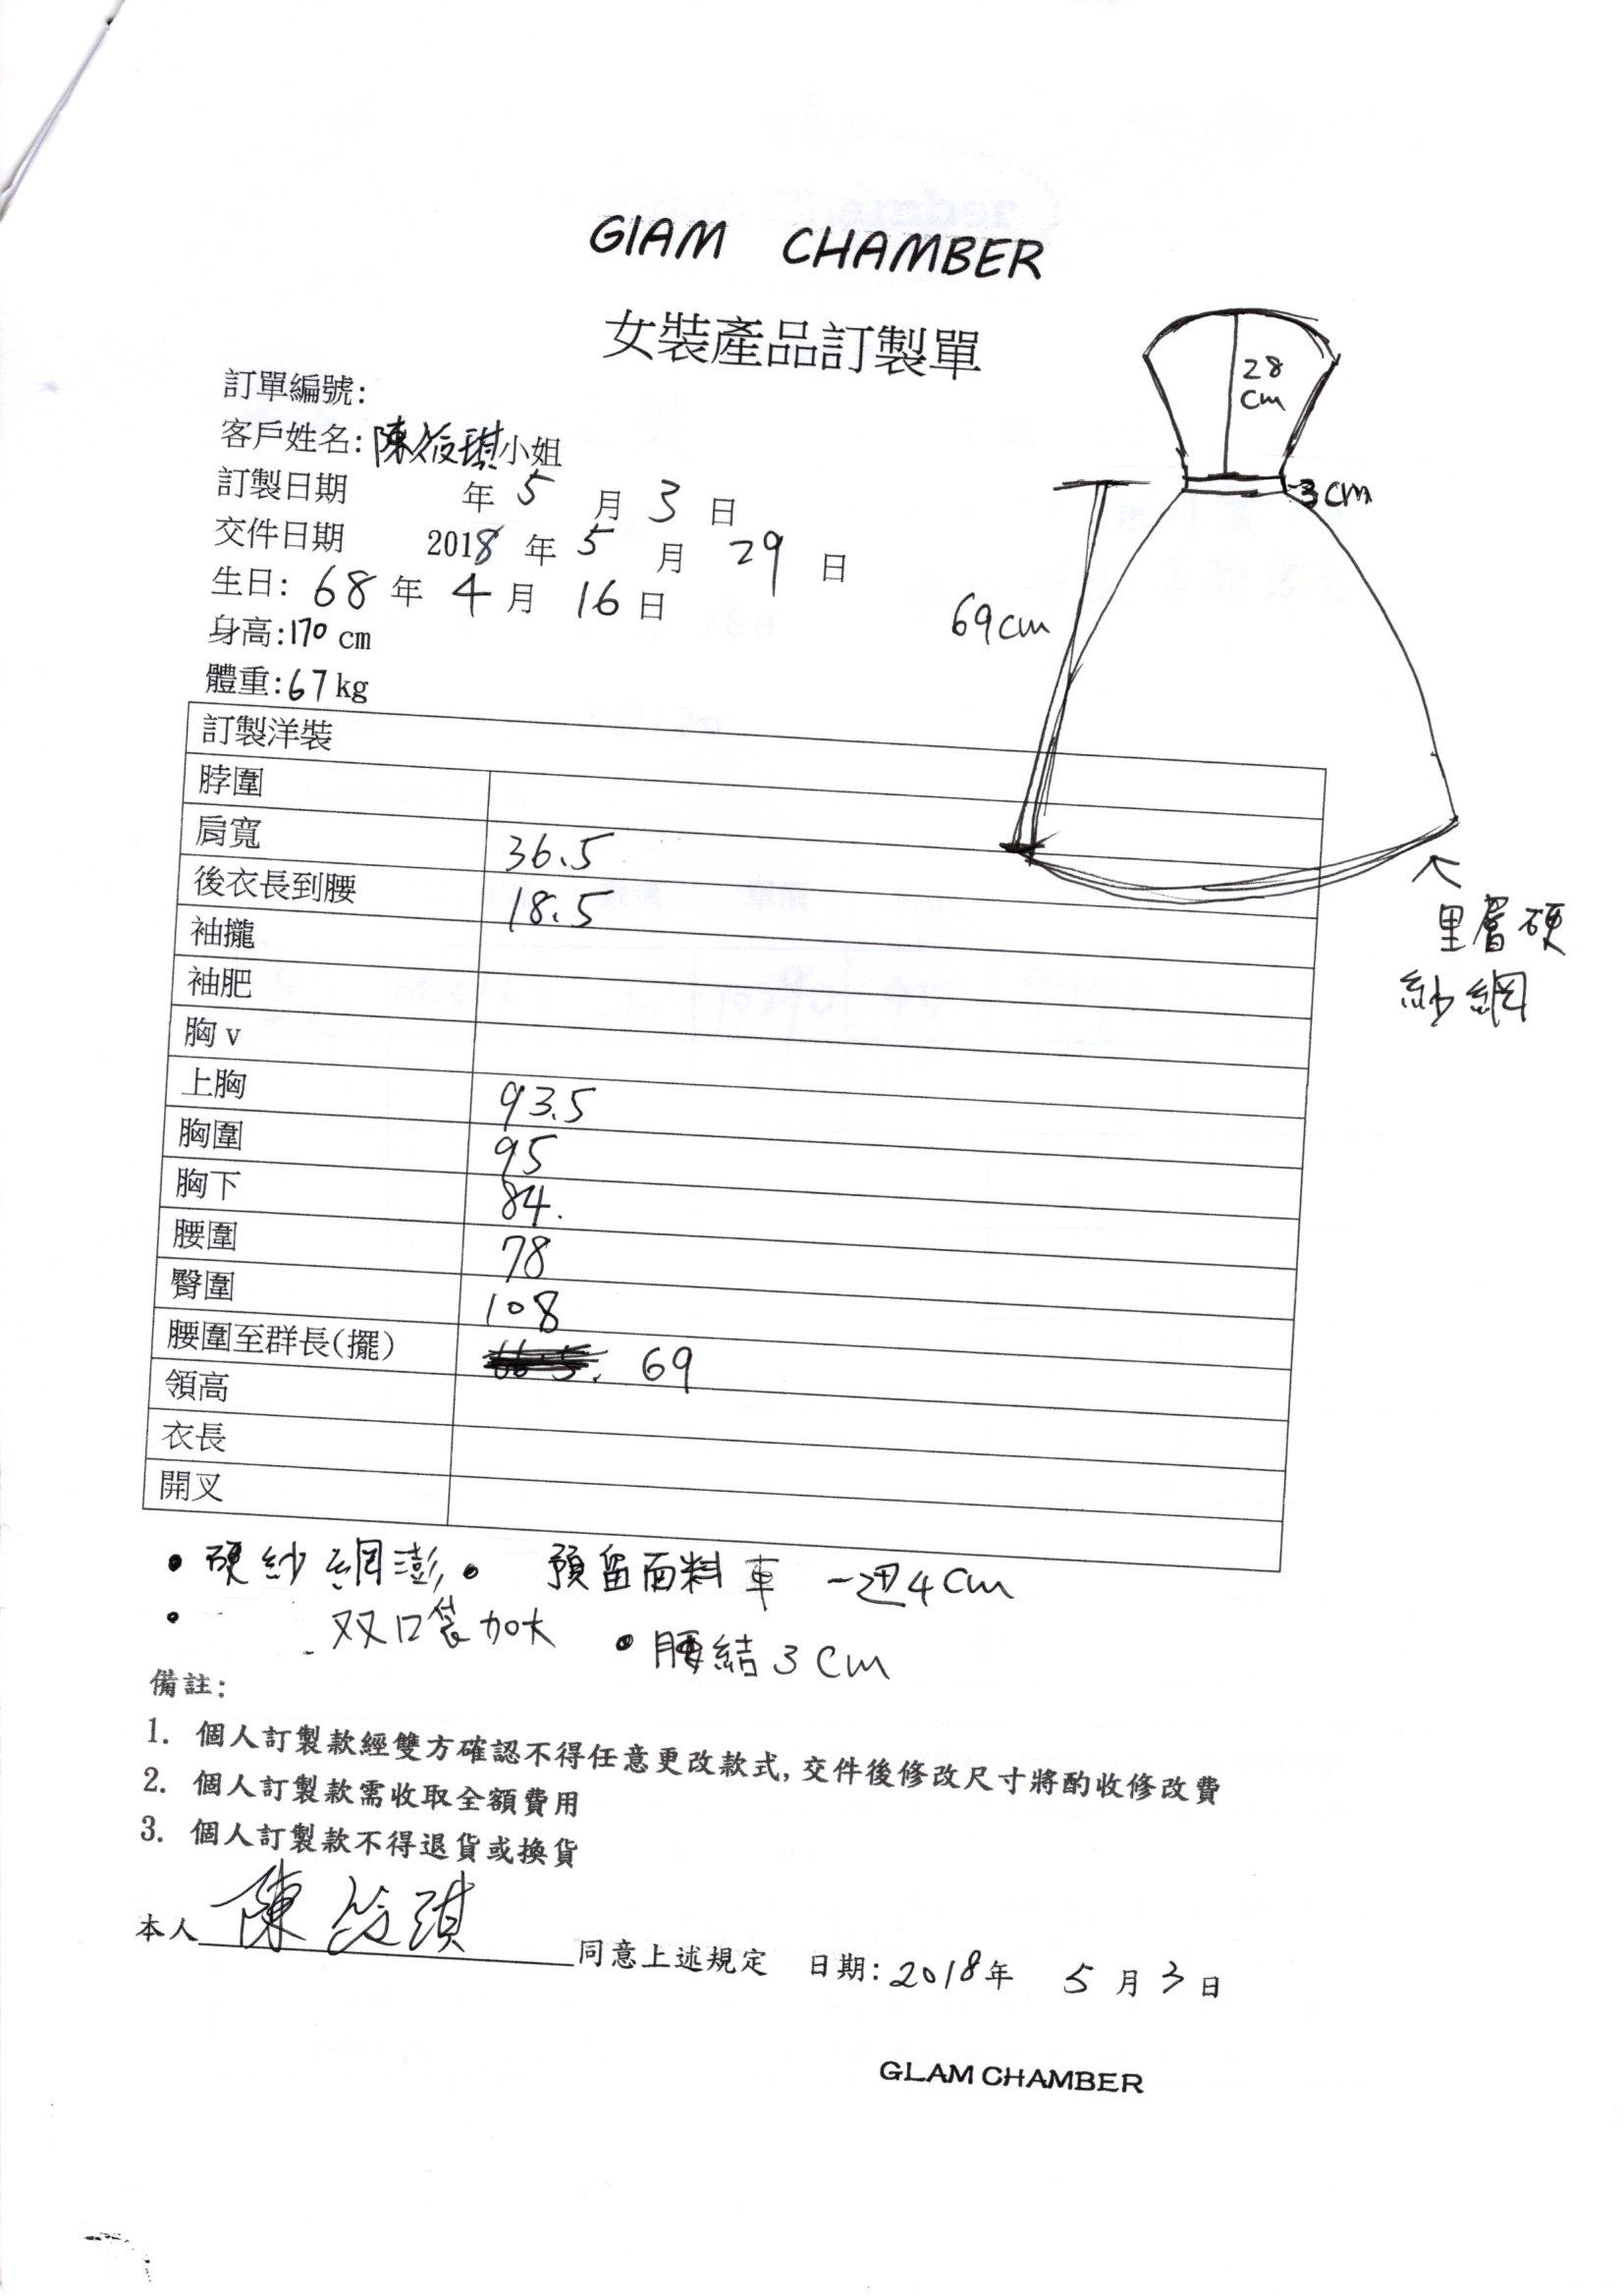 GIAM CHAMBER
女裝產品訂製單
訂單編號:
客戶姓名:陳筱琪小姐
訂製日期 年 5 月 3 日
交件日期 2018 年 5 月 29 日
生日: 68 年 4 月 16 日
身高:170 cm
體重:67 kg
28
cm
3cm
69cm
里層硬
紗網
訂製洋裝
脖圍
肩寬 36.5
後衣長到腰 18.5
袖攏
袖肥
胸 v
上胸 93.5
胸圍 95
胸下 84.
腰圍 78
臀圍 108
腰圍至群長(擺) 66.5. 69
領高
衣長
開叉
• 硬紗網澎 • 預留面料車 一边4cm
• 双口袋加大 • 腰結3cm
備註:
1. 個人訂製款經雙方確認不得任意更改款式,交件後修改尺寸將酌收修改費
2. 個人訂製款需收取全額費用
3. 個人訂製款不得退貨或換貨
本人 陳筱琪 同意上述規定 日期: 2018年 5 月 3 日
GLAM CHAMBER